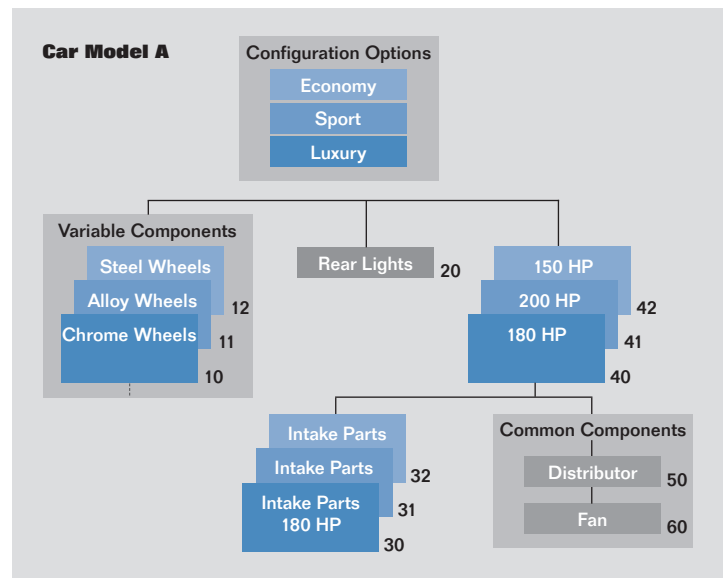 Car Model A
Configuration Options
Economy
Sport
Luxury
Variable Components
Steel Wheels
12
Alloy Wheels
11
Chrome Wheels
10
Rear Lights
20
150 HP
42
200 HP
41
180 HP
40
Intake Parts
32
Intake Parts
31
Intake Parts
180 HP
30
Common Components
Distributor
50
Fan
60